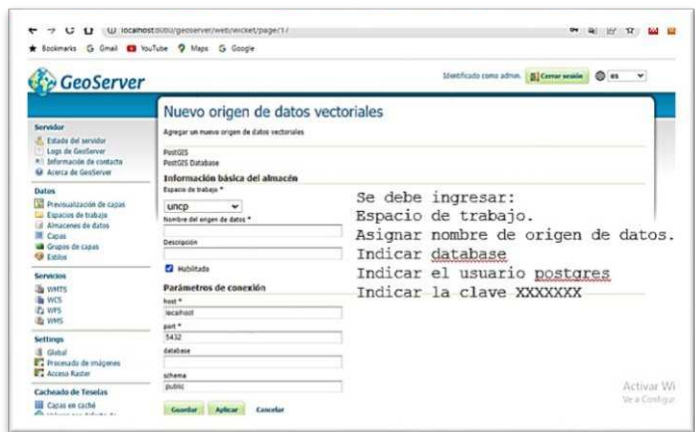 localhost:8080/geoserver/web/wicket/page/17
Bookmarks Gmail YouTube Maps Google
GeoServer
Identificado como admin. Cerrar sesión es
Nuevo origen de datos vectoriales
Agregar un nuevo origen de datos vectoriales
PostGIS
PostGIS Database
Información básica del almacén
Espacio de trabajo *
uncp
Nombre del origen de datos *
Descripción
Habilitado
Parámetros de conexión
host *
localhost
port *
5432
database
schema
public
Guardar Aplicar Cancelar
Servidor
Estado del servidor
Logs de GeoServer
Información de contacto
Acerca de GeoServer
Datos
Previsualización de capas
Espacios de trabajo
Almacenes de datos
Capas
Grupos de capas
Estilos
Servicios
WMTS
WCS
WFS
WMS
Settings
Global
Procesado de imágenes
Acceso Raster
Cacheado de Teselas
Capas en caché
Se debe ingresar:
Espacio de trabajo.
Asignar nombre de origen de datos.
Indicar database
Indicar el usuario postgres
Indicar la clave XXXXXXX
Activar Wi
Ve a Configur